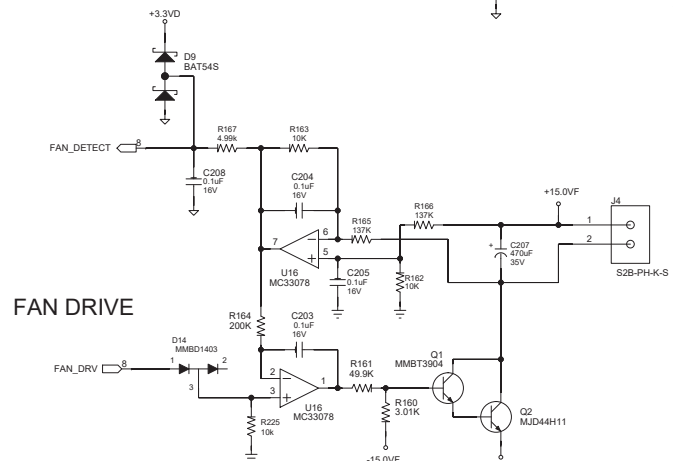 +3.3VD
D9
BAT54S
FAN_DETECT
8
R167
4.99k
R163
10K
C208
0.1uF
16V
C204
0.1uF
16V
R166
137K
+15.0VF
J4
1
2
S2B-PH-K-S
R165
137K
6
5
7
U16
MC33078
C205
0.1uF
16V
R162
10K
+
C207
470uF
35V
FAN DRIVE
R164
200K
C203
0.1uF
16V
D14
MMBD1403
1
2
3
FAN_DRV
8
2
3
1
U16
MC33078
R225
10k
R161
49.9K
R160
3.01K
Q1
MMBT3904
Q2
MJD44H11
-15.0VF